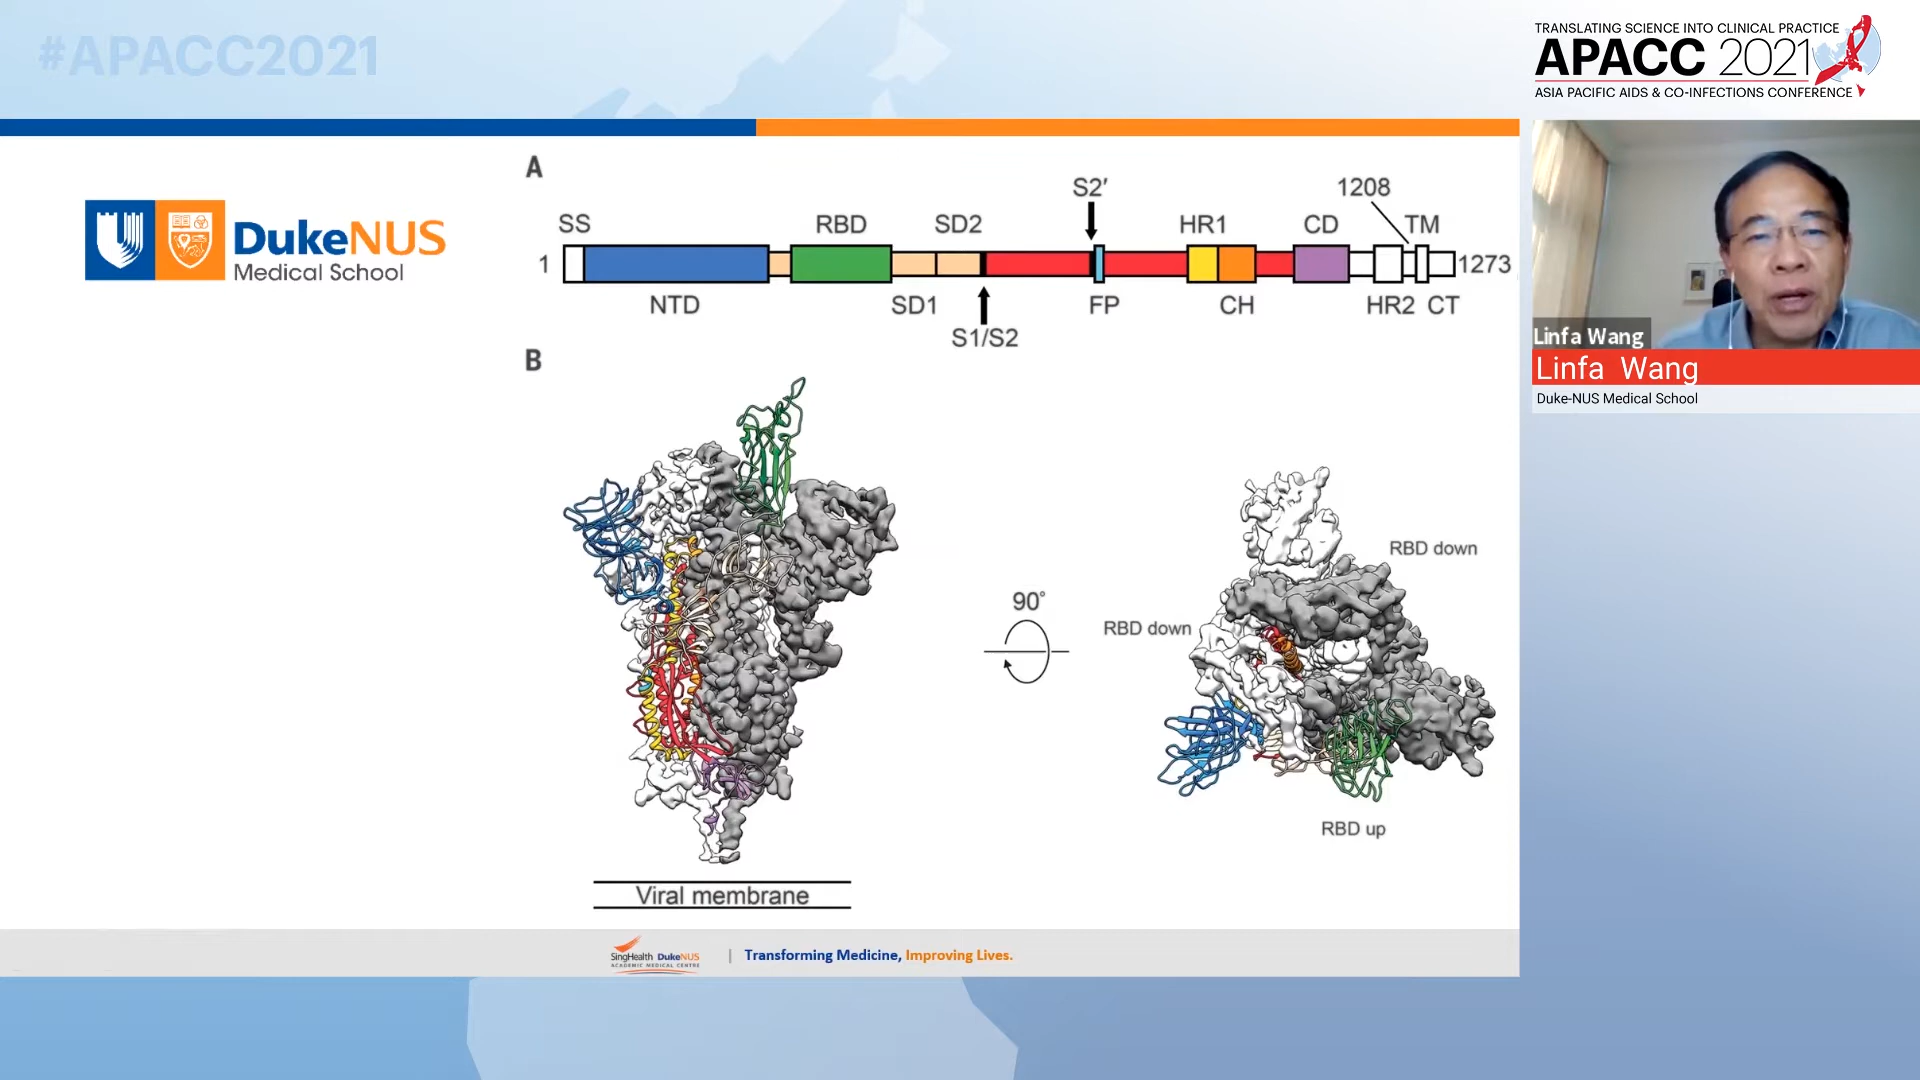 #APACC2021
TRANSLATING SCIENCE INTO CLINICAL PRACTICE
APACC 2021
ASIA PACIFIC AIDS & CO-INFECTIONS CONFERENCE
DukeNUS
Medical School
A
S2′
1208
SS
RBD
SD2
HR1
CD
TM
1
1273
NTD
SD1
FP
CH
HR2
CT
S1/S2
B
90°
RBD down
RBD down
RBD up
Viral membrane
SingHealth DukeNUS
ACADEMIC MEDICAL CENTRE
| Transforming Medicine, Improving Lives.
Linfa Wang
Linfa Wang
Duke-NUS Medical School